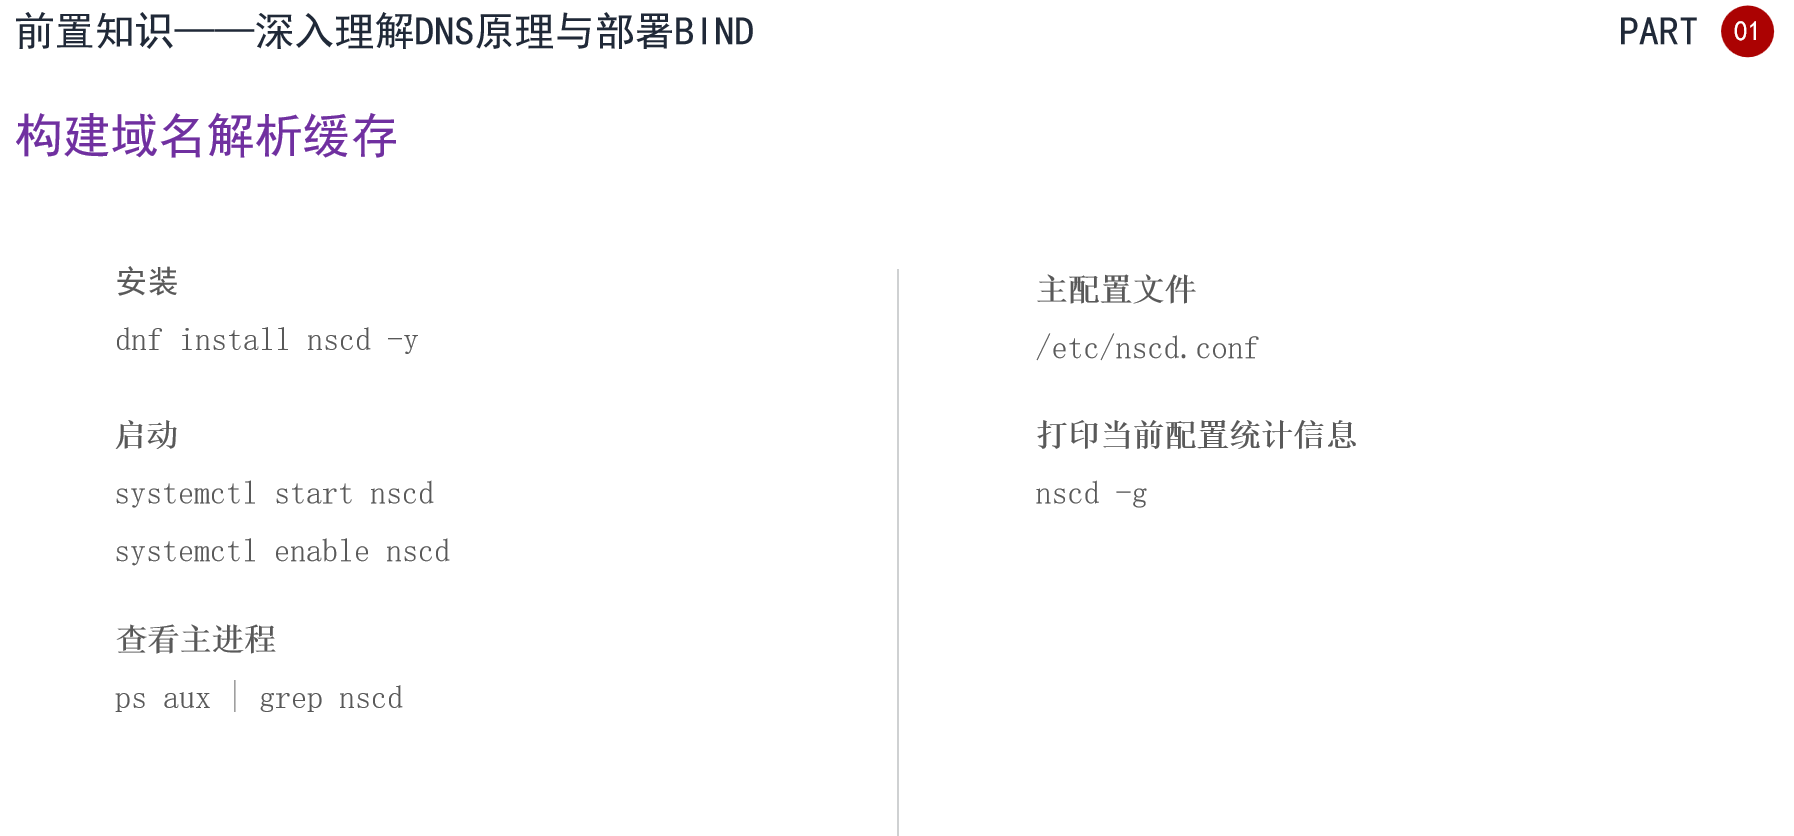 前置知识——深入理解DNS原理与部署BIND
PART 01
构建域名解析缓存
安装
dnf install nscd -y
启动
systemctl start nscd
systemctl enable nscd
查看主进程
ps aux | grep nscd
主配置文件
/etc/nscd.conf
打印当前配置统计信息
nscd -g